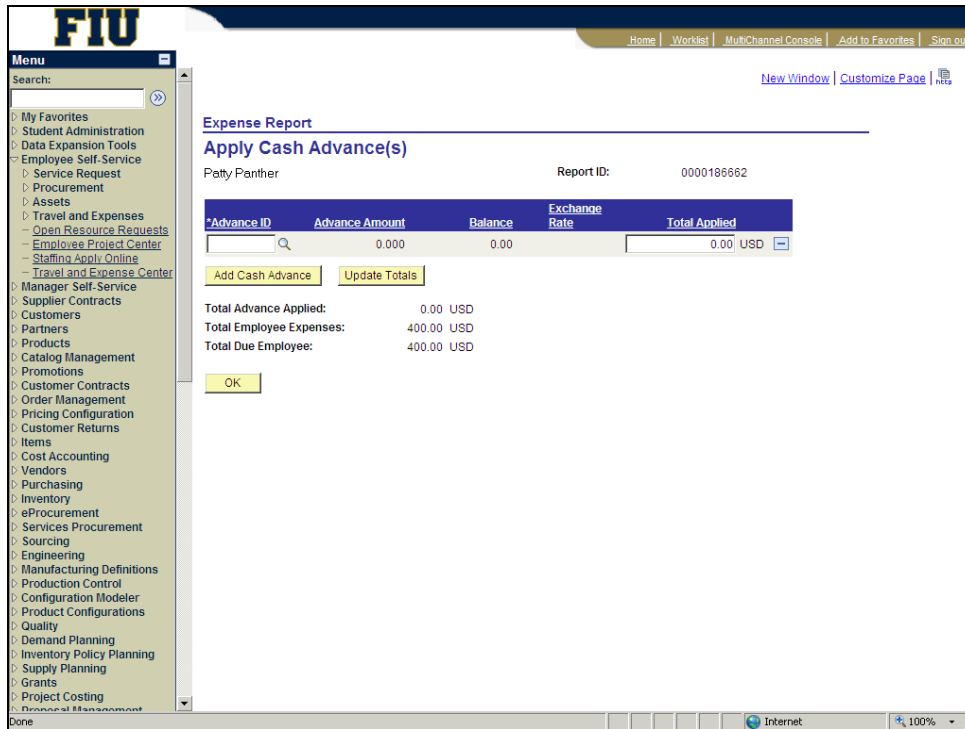 FIU
Home | Worklist | MultiChannel Console | Add to Favorites | Sign ou
Menu
Search:
My Favorites
Student Administration
Data Expansion Tools
Employee Self-Service
Service Request
Procurement
Assets
Travel and Expenses
Open Resource Requests
Employee Project Center
Staffing Apply Online
Travel and Expense Center
Manager Self-Service
Supplier Contracts
Customers
Partners
Products
Catalog Management
Promotions
Customer Contracts
Order Management
Pricing Configuration
Customer Returns
Items
Cost Accounting
Vendors
Purchasing
Inventory
eProcurement
Services Procurement
Sourcing
Engineering
Manufacturing Definitions
Production Control
Configuration Modeler
Product Configurations
Quality
Demand Planning
Inventory Policy Planning
Supply Planning
Grants
Project Costing
Proposal Management
New Window | Customize Page | http
Expense Report
Apply Cash Advance(s)
Patty Panther Report ID: 0000186662
*Advance ID Advance Amount Balance Exchange Rate Total Applied
0.000 0.00 0.00 USD
Add Cash Advance Update Totals
Total Advance Applied: 0.00 USD
Total Employee Expenses: 400.00 USD
Total Due Employee: 400.00 USD
OK
Done Internet 100%